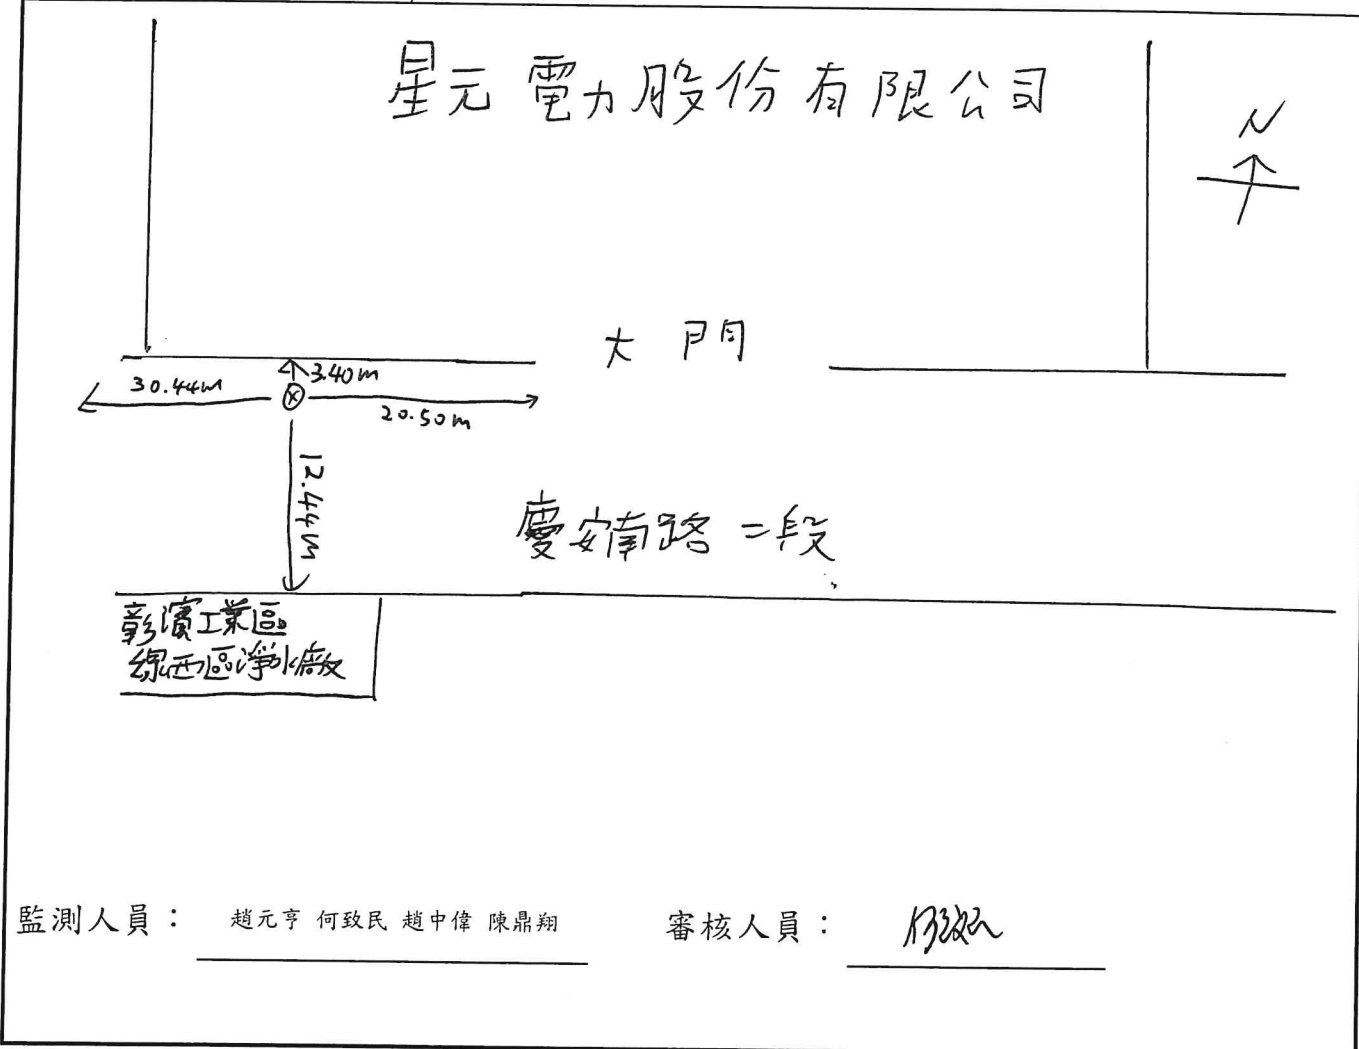 星元電力股份有限公司
N
大門
3.40m
30.44m
20.50m
12.44m
慶安南路二段
彰濱工業區
線西區淨水廠
監測人員： 趙元亨 何致民 趙中偉 陳鼎翔 審核人員： 何致民